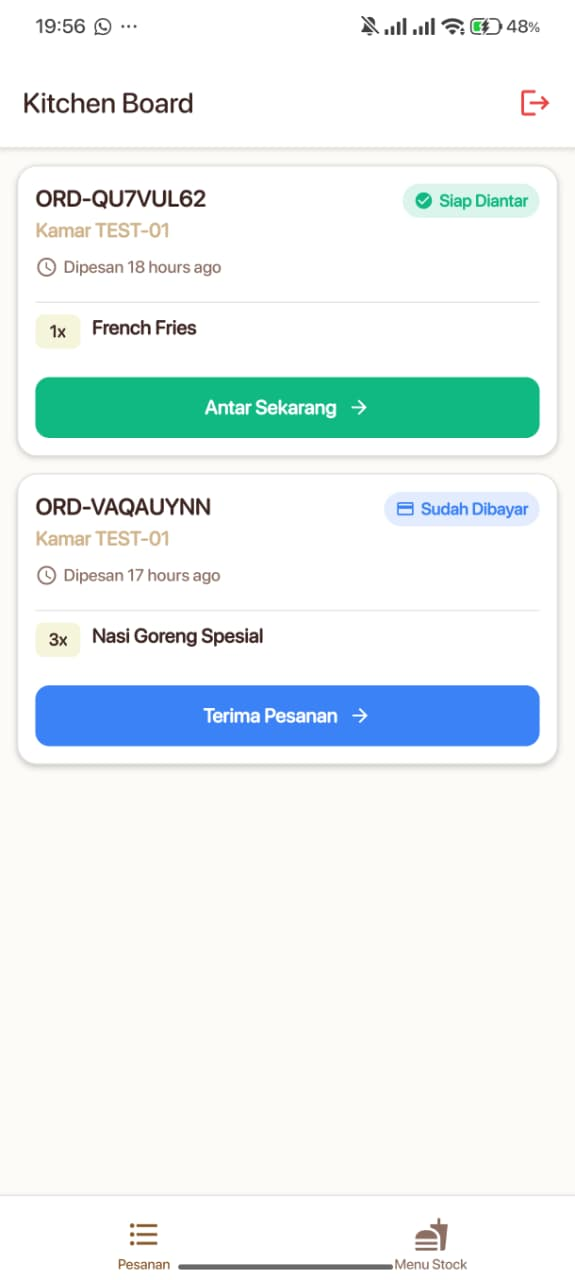 19:56 ... 48%
Kitchen Board
ORD-QU7VUL62
Siap Diantar
Kamar TEST-01
Dipesan 18 hours ago
1x French Fries
Antar Sekarang →
ORD-VAQAUYNN
Sudah Dibayar
Kamar TEST-01
Dipesan 17 hours ago
3x Nasi Goreng Spesial
Terima Pesanan →
Pesanan
Menu Stock